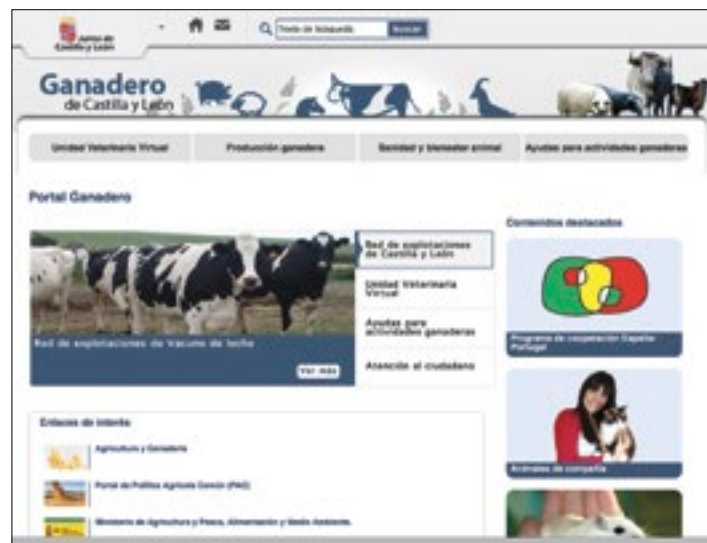 Junta de
Castilla y León
Texto de búsqueda
Buscar
Ganadero
de Castilla y León
Unidad Veterinaria Virtual
Producción ganadera
Sanidad y bienestar animal
Ayudas para actividades ganaderas
Portal Ganadero
Red de explotaciones de Vacuno de leche
Ver más
Red de explotaciones
de Castilla y León
Unidad Veterinaria
Virtual
Ayudas para
actividades ganaderas
Atención al ciudadano
Contenidos destacados
Programa de cooperación España-
Portugal
Animales de compañía
Enlaces de interés
Agricultura y Ganadería
Portal de Política Agrícola Común (PAC)
Ministerio de Agricultura y Pesca, Alimentación y Medio Ambiente.